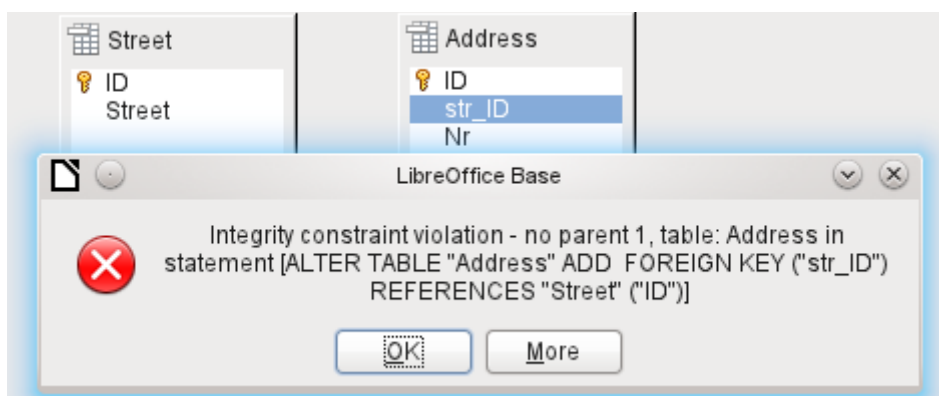 Street
Address
ID
Street
ID
str_ID
Nr
LibreOffice Base
Integrity constraint violation - no parent 1, table: Address in
statement [ALTER TABLE "Address" ADD  FOREIGN KEY ("str_ID")
REFERENCES "Street" ("ID")]
OK
More